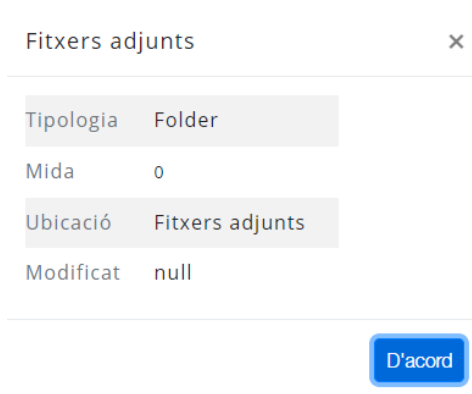 Fitxers adjunts ×
Tipologia Folder
Mida 0
Ubicació Fitxers adjunts
Modificat null
D'acord